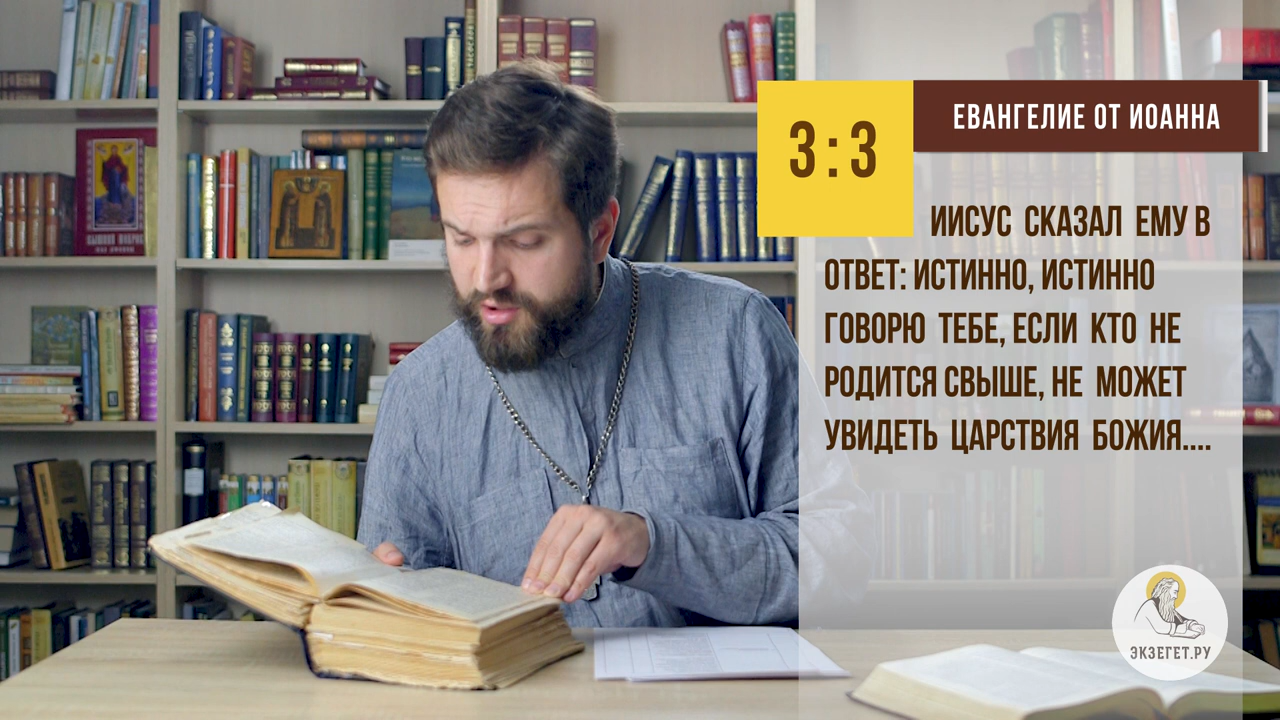 ЕВАНГЕЛИЕ ОТ ИОАННА
3:3
ИИСУС СКАЗАЛ ЕМУ В
ОТВЕТ: ИСТИННО, ИСТИННО
ГОВОРЮ ТЕБЕ, ЕСЛИ КТО НЕ
РОДИТСЯ СВЫШЕ, НЕ МОЖЕТ
УВИДЕТЬ ЦАРСТВИЯ БОЖИЯ....
ЭКЗЕГЕТ.РУ